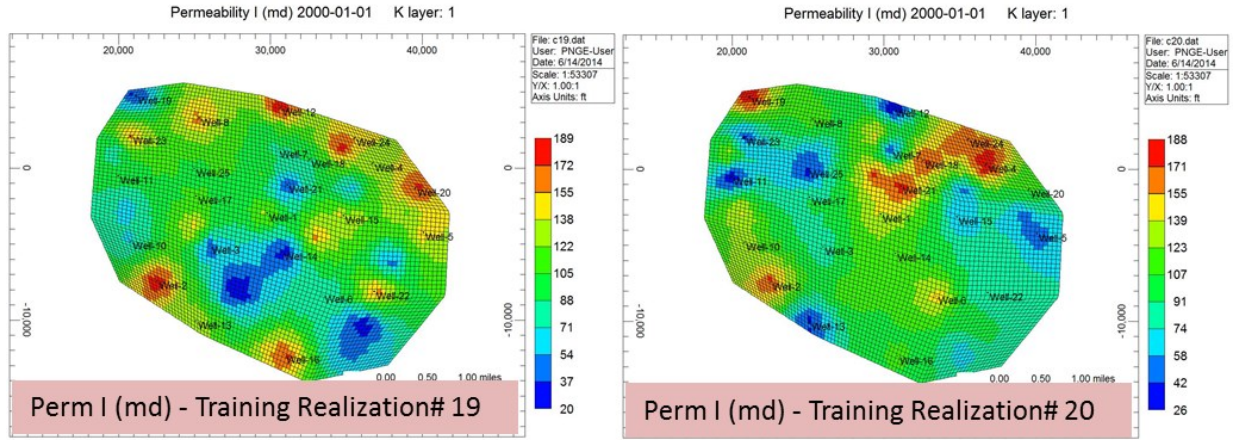 Permeability I (md) 2000-01-01 K layer: 1
20,000
30,000
40,000
File: c19.dat
User: PNGE-User
Date: 6/14/2014
Scale: 1:53307
Y/X: 1.00:1
Axis Units: ft
Well-19
Well-8
Well-12
Well-23
Well-24
Well-7
Well-18
Well-4
Well-11
Well-25
Well-21
Well-20
Well-17
Well-1
Well-15
Well-10
Well-3
Well-14
Well-5
Well-2
Well-6
Well-22
Well-13
Well-16
0
0
-10,000
-10,000
0.00 0.50 1.00 miles
189
172
155
138
122
105
88
71
54
37
20
Perm I (md) - Training Realization# 19
Permeability I (md) 2000-01-01 K layer: 1
20,000
30,000
40,000
File: c20.dat
User: PNGE-User
Date: 6/14/2014
Scale: 1:53307
Y/X: 1.00:1
Axis Units: ft
Well-19
Well-8
Well-12
Well-23
Well-24
Well-7
Well-18
Well-4
Well-11
Well-25
Well-21
Well-20
Well-17
Well-1
Well-15
Well-10
Well-3
Well-5
Well-2
Well-6
Well-22
Well-13
Well-16
0
0
-10,000
-10,000
0.00 0.50 1.00 miles
188
171
155
139
123
107
91
74
58
42
26
Perm I (md) - Training Realization# 20